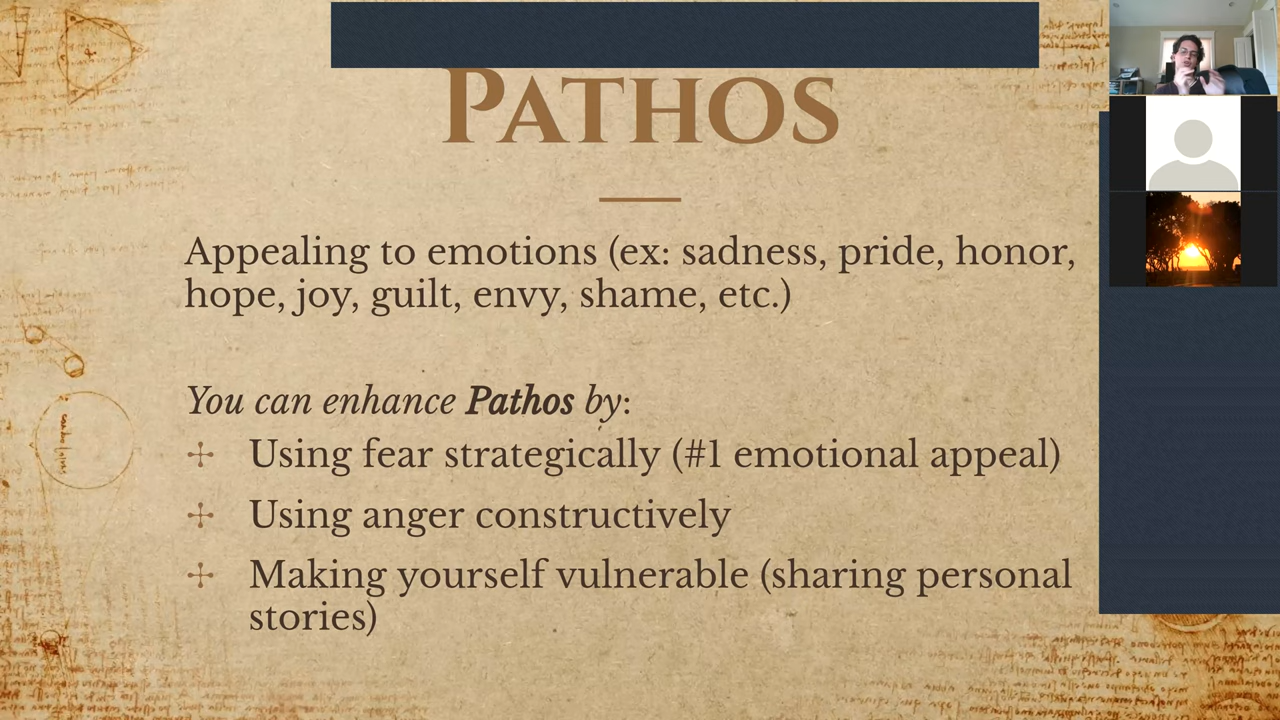 Pathos
Appealing to emotions (ex: sadness, pride, honor,
hope, joy, guilt, envy, shame, etc.)
You can enhance Pathos by:
Using fear strategically (#1 emotional appeal)
Using anger constructively
Making yourself vulnerable (sharing personal
stories)